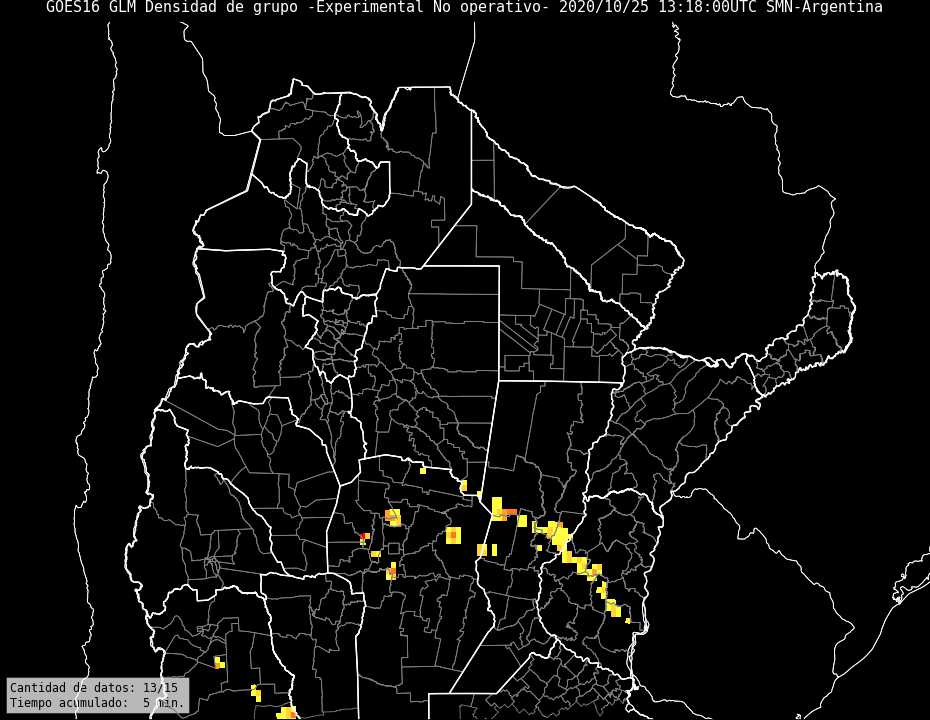 GOES16 GLM Densidad de grupo -Experimental No operativo- 2020/10/25 13:18:00UTC SMN-Argentina
Cantidad de datos: 13/15
Tiempo acumulado:  5 min.